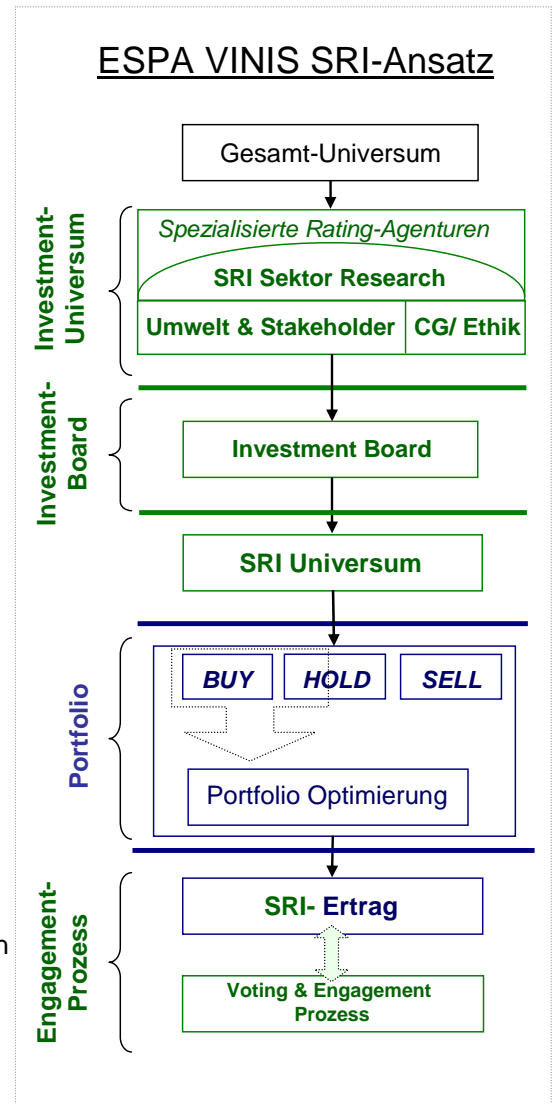 ESPA VINIS SRI-Ansatz
Gesamt-Universum
Investment-
Universum
Spezialisierte Rating-Agenturen
SRI Sektor Research
Umwelt & Stakeholder
CG/ Ethik
Investment-
Board
Investment Board
SRI Universum
Portfolio
BUY
HOLD
SELL
Portfolio Optimierung
Engagement-
Prozess
SRI- Ertrag
n
Voting & Engagement
Prozess